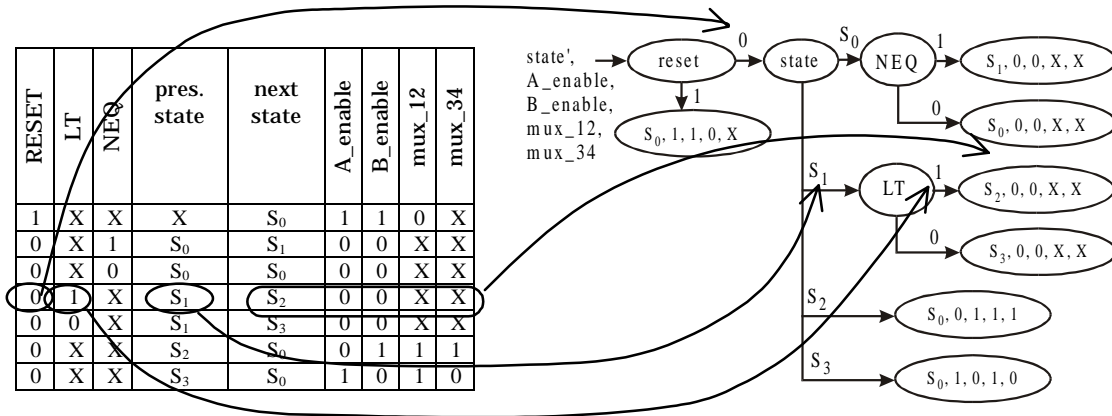 RESET LT NEQ pres. state next state A_enable B_enable mux_12 mux_34
1 X X X S₀ 1 1 0 X
0 X 1 S₀ S₁ 0 0 X X
0 X 0 S₀ S₀ 0 0 X X
0 1 X S₁ S₂ 0 0 X X
0 0 X S₁ S₃ 0 0 X X
0 X X S₂ S₀ 0 1 1 1
0 X X S₃ S₀ 1 0 1 0
state',
A_enable,
B_enable,
mux_12,
mux_34
reset
0
1
S₀, 1, 1, 0, X
state
S₀
NEQ
1
S₁, 0, 0, X, X
0
S₀, 0, 0, X, X
S₁
LT
1
S₂, 0, 0, X, X
0
S₃, 0, 0, X, X
S₂
S₀, 0, 1, 1, 1
S₃
S₀, 1, 0, 1, 0